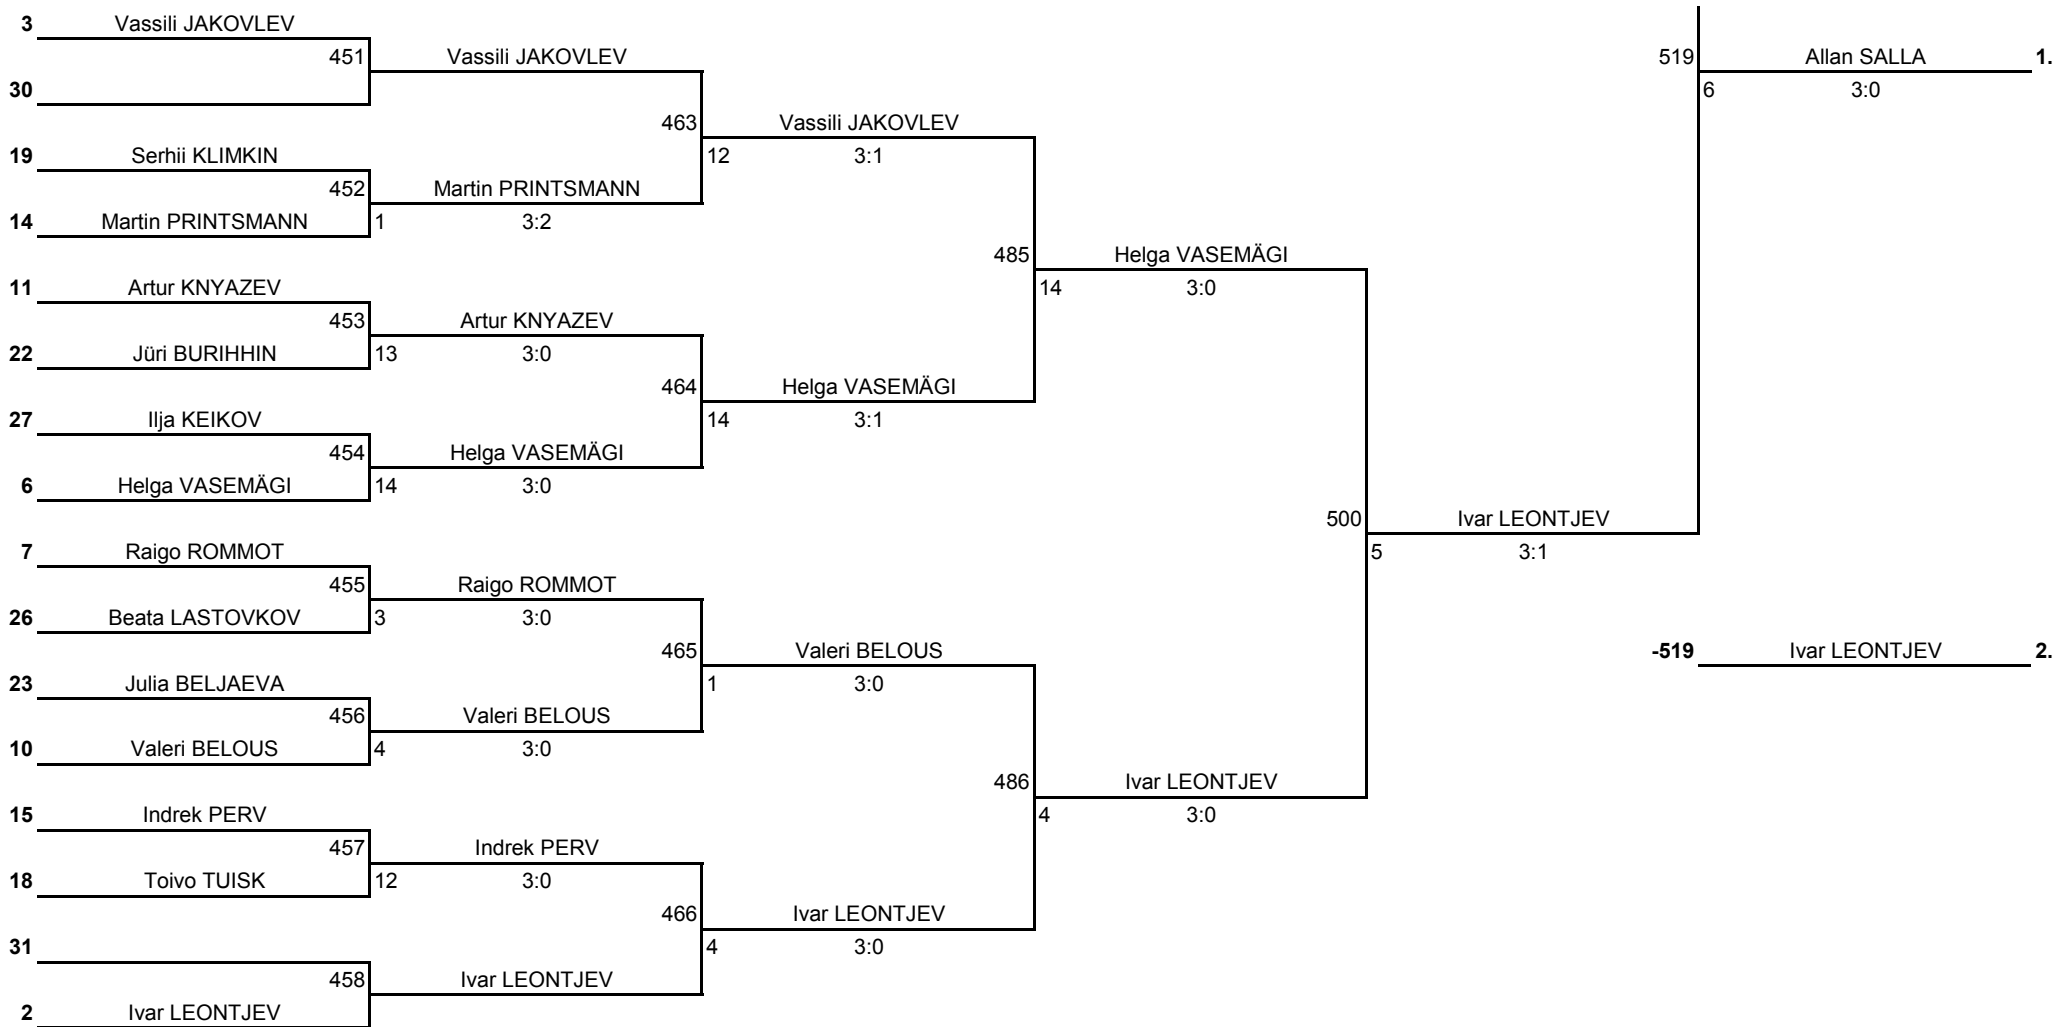 3 Vassili JAKOVLEV
451 Vassili JAKOVLEV 519 Allan SALLA 1.
30 6 3:0
463 Vassili JAKOVLEV
19 Serhii KLIMKIN 12 3:1
452 Martin PRINTSMANN
14 Martin PRINTSMANN 1 3:2
485 Helga VASEMÄGI
11 Artur KNYAZEV 14 3:0
453 Artur KNYAZEV
22 Jüri BURIHHIN 13 3:0
464 Helga VASEMÄGI
27 Ilja KEIKOV 14 3:1
454 Helga VASEMÄGI
6 Helga VASEMÄGI 14 3:0
500 Ivar LEONTJEV
7 Raigo ROMMOT 5 3:1
455 Raigo ROMMOT
26 Beata LASTOVKOV 3 3:0
465 Valeri BELOUS -519 Ivar LEONTJEV 2.
23 Julia BELJAEVA 1 3:0
456 Valeri BELOUS
10 Valeri BELOUS 4 3:0
486 Ivar LEONTJEV
15 Indrek PERV 4 3:0
457 Indrek PERV
18 Toivo TUISK 12 3:0
466 Ivar LEONTJEV
31 4 3:0
458 Ivar LEONTJEV
2 Ivar LEONTJEV